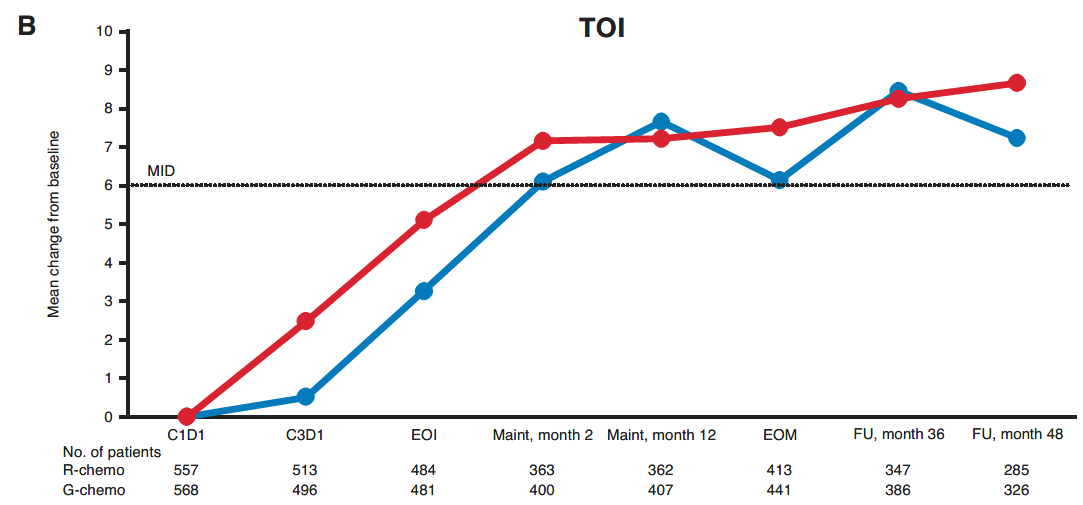 B
TOI
Mean change from baseline
10
9
8
7
MID
6
5
4
3
2
1
0
C1D1 C3D1 EOI Maint, month 2 Maint, month 12 EOM FU, month 36 FU, month 48
No. of patients
R-chemo 557 513 484 363 362 413 347 285
G-chemo 568 496 481 400 407 441 386 326